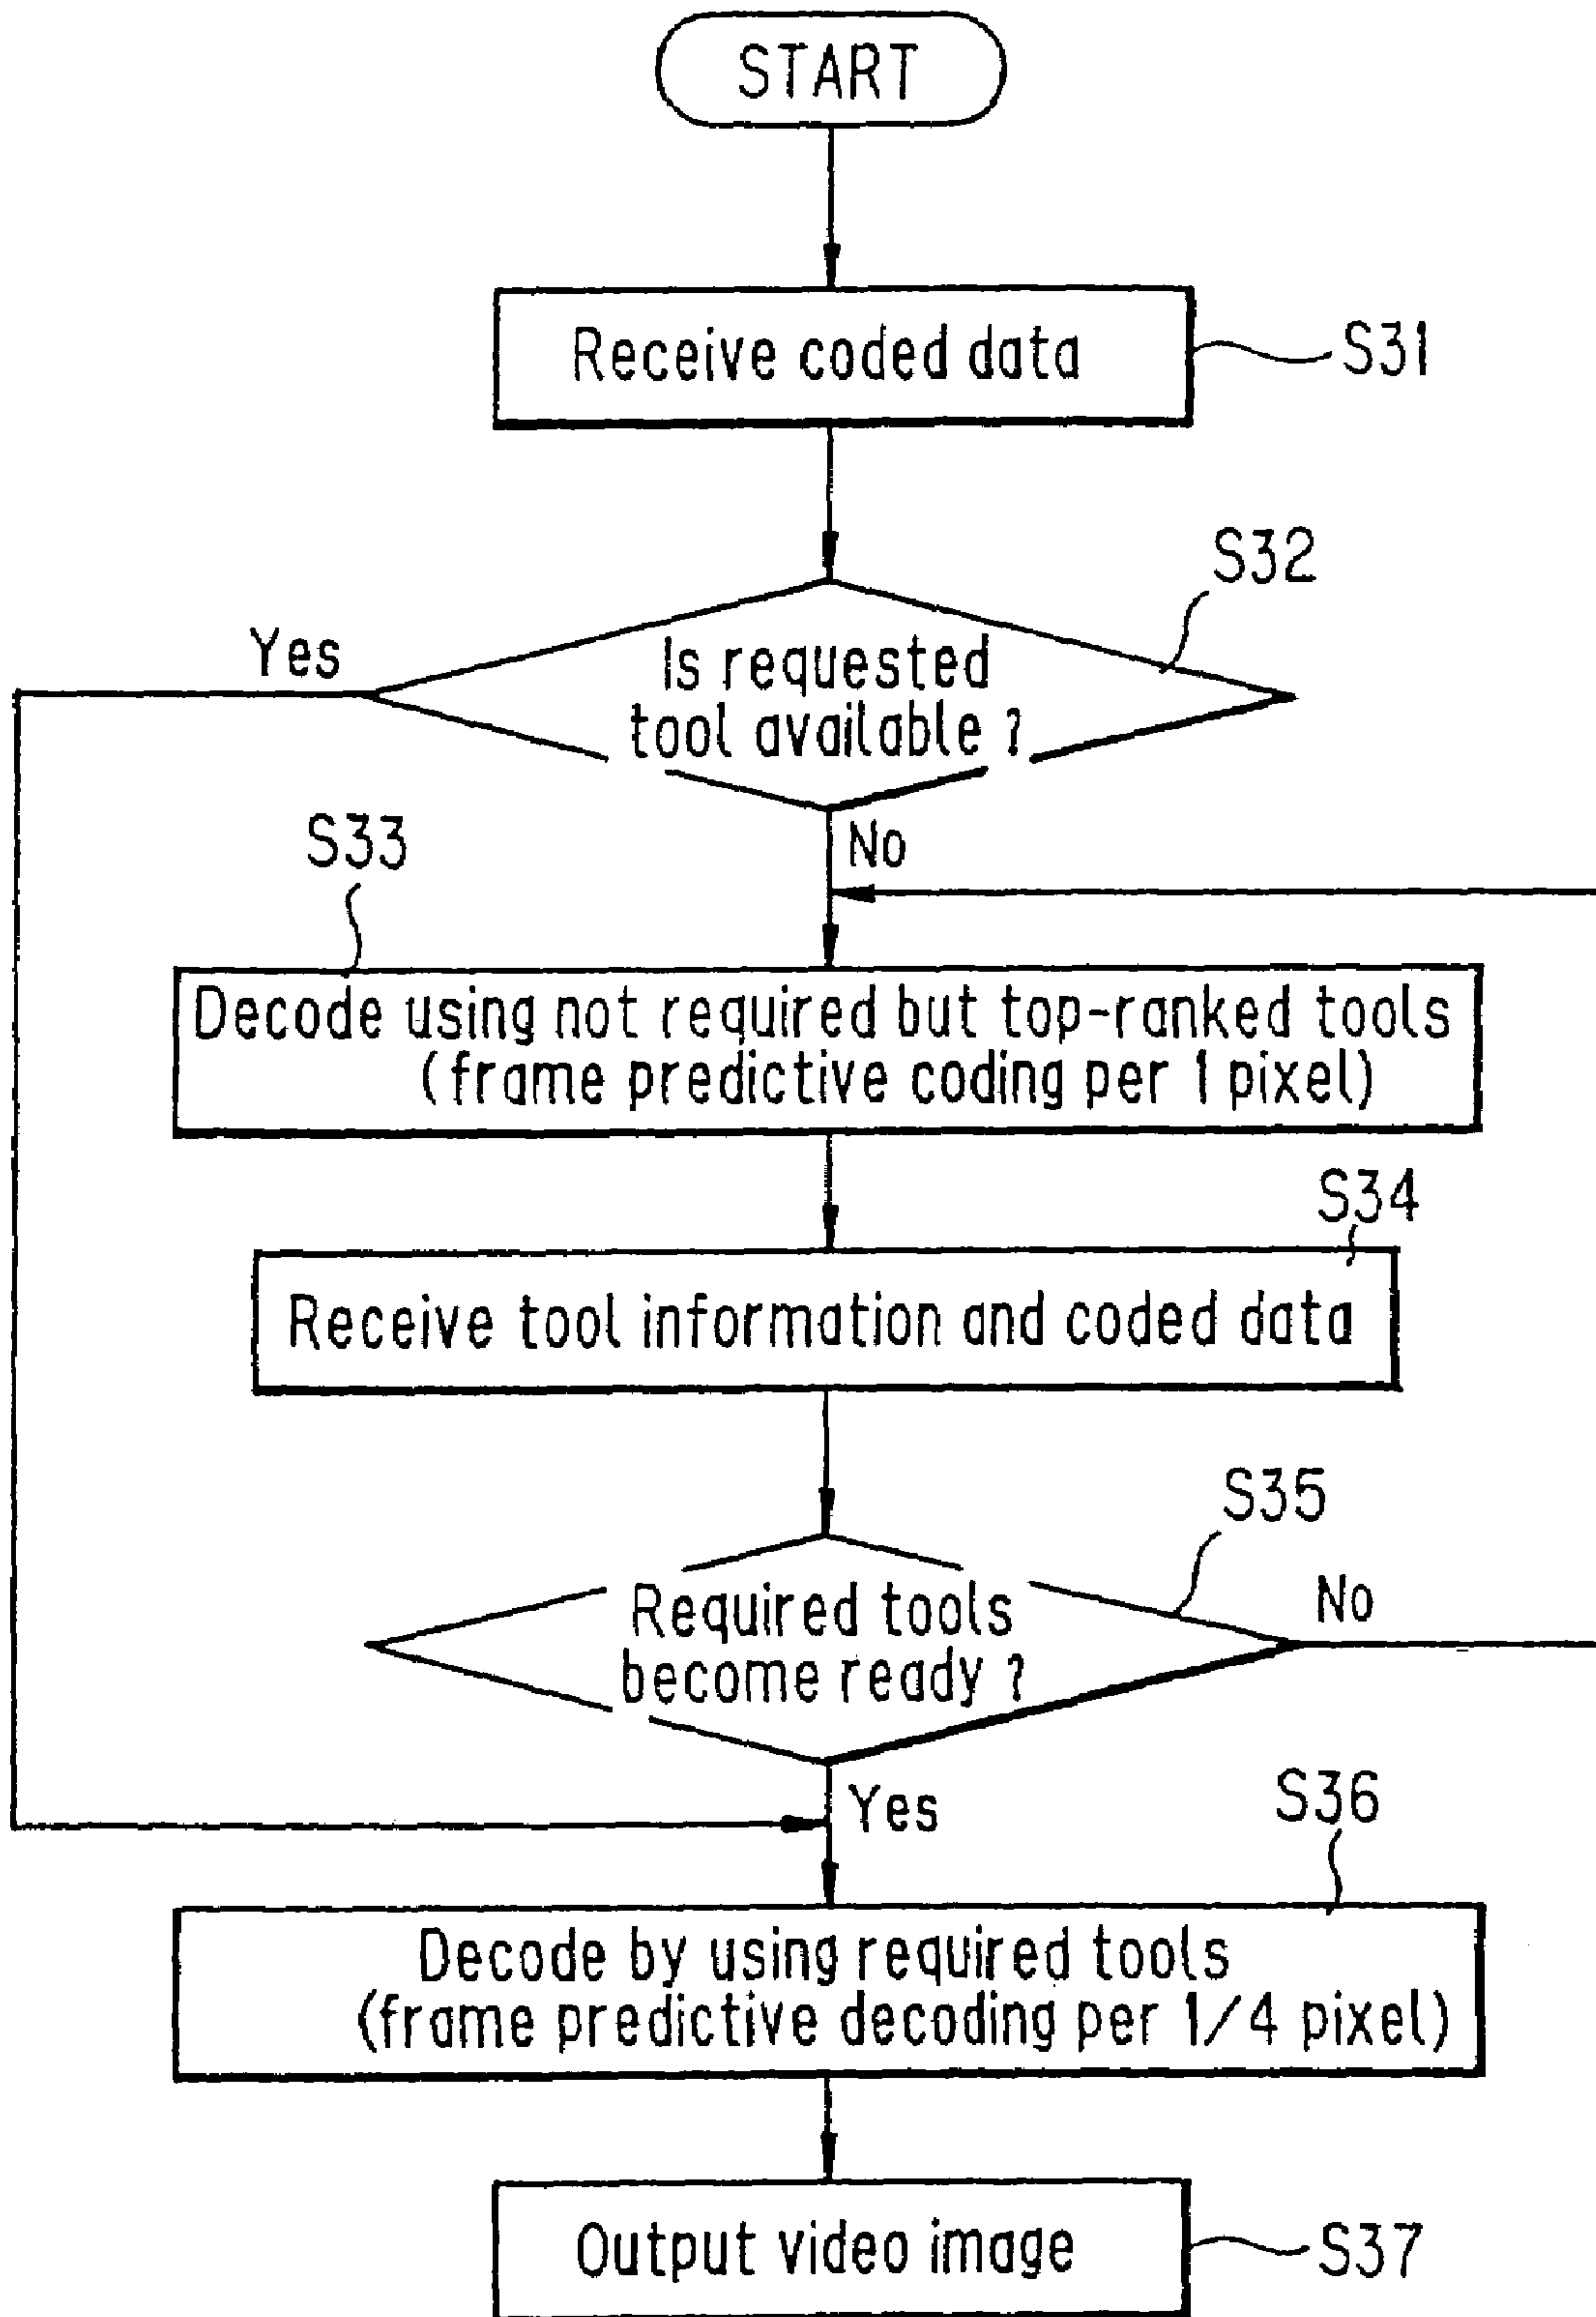 START
Receive coded data
S31
S32
Yes
Is requested
tool available ?
No
S33
Decode using not required but top-ranked tools
(frame predictive coding per 1 pixel)
S34
Receive tool information and coded data
S35
No
Required tools
become ready ?
Yes
S36
Decode by using required tools
(frame predictive decoding per 1/4 pixel)
Output video image
S37